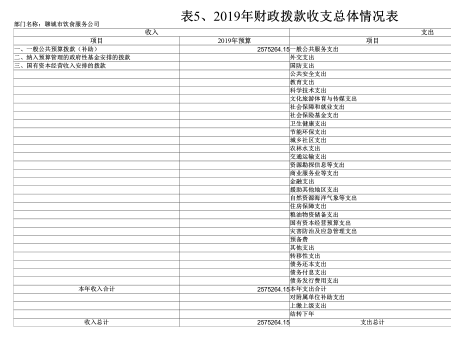 表5、2019年财政拨款收支总体情况表
部门名称：聊城市饮食服务公司
收入 支出
项目 2019年预算 项目
一、一般公共预算拨款（补助） 2575264.15 一般公共服务支出
二、纳入预算管理的政府性基金安排的拨款 外交支出
三、国有资本经营收入安排的拨款 国防支出
公共安全支出
教育支出
科学技术支出
文化旅游体育与传媒支出
社会保障和就业支出
社会保险基金支出
卫生健康支出
节能环保支出
城乡社区支出
农林水支出
交通运输支出
资源勘探信息等支出
商业服务业等支出
金融支出
援助其他地区支出
自然资源海洋气象等支出
住房保障支出
粮油物资储备支出
国有资本经营预算支出
灾害防治及应急管理支出
预备费
其他支出
转移性支出
债务还本支出
债务付息支出
债务发行费用支出
本年收入合计 2575264.15 本年支出合计
对附属单位补助支出
上缴上级支出
结转下年
收入总计 2575264.15 支出总计